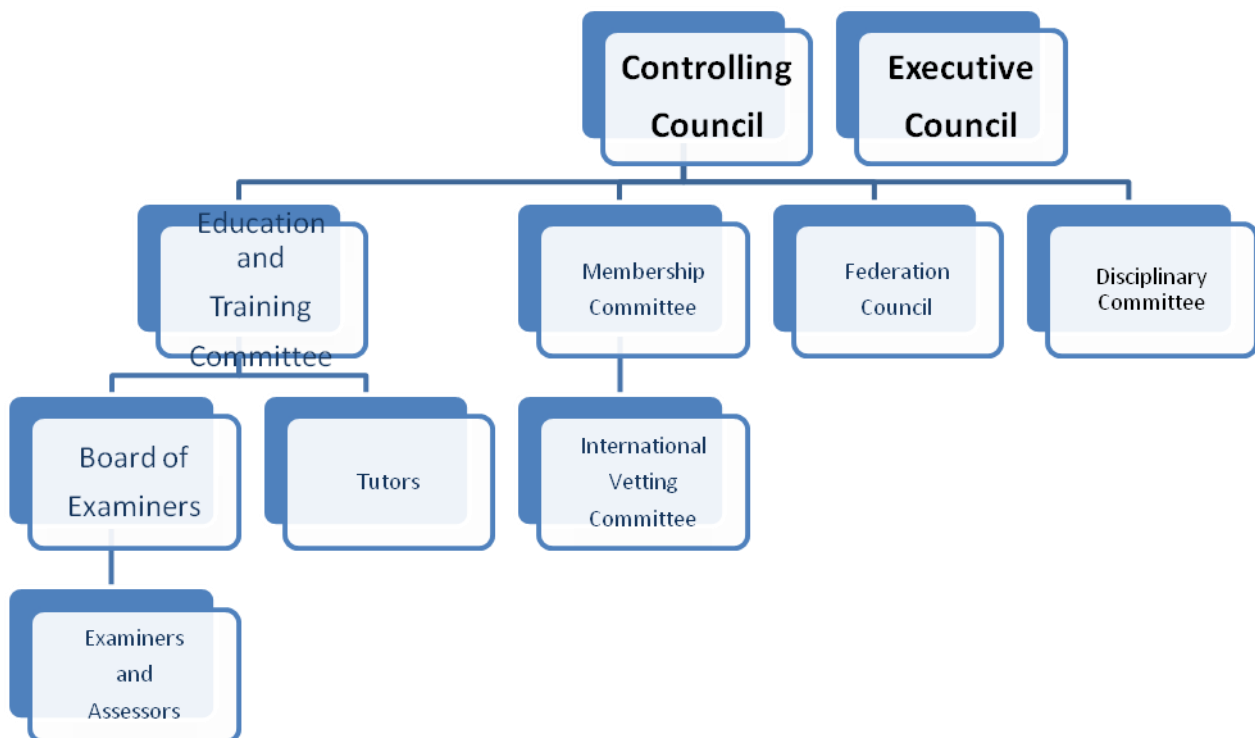 Controlling
Council
Executive
Council
Education
and
Training
Committee
Membership
Committee
Federation
Council
Disciplinary
Committee
Board of
Examiners
Tutors
International
Vetting
Committee
Examiners
and
Assessors